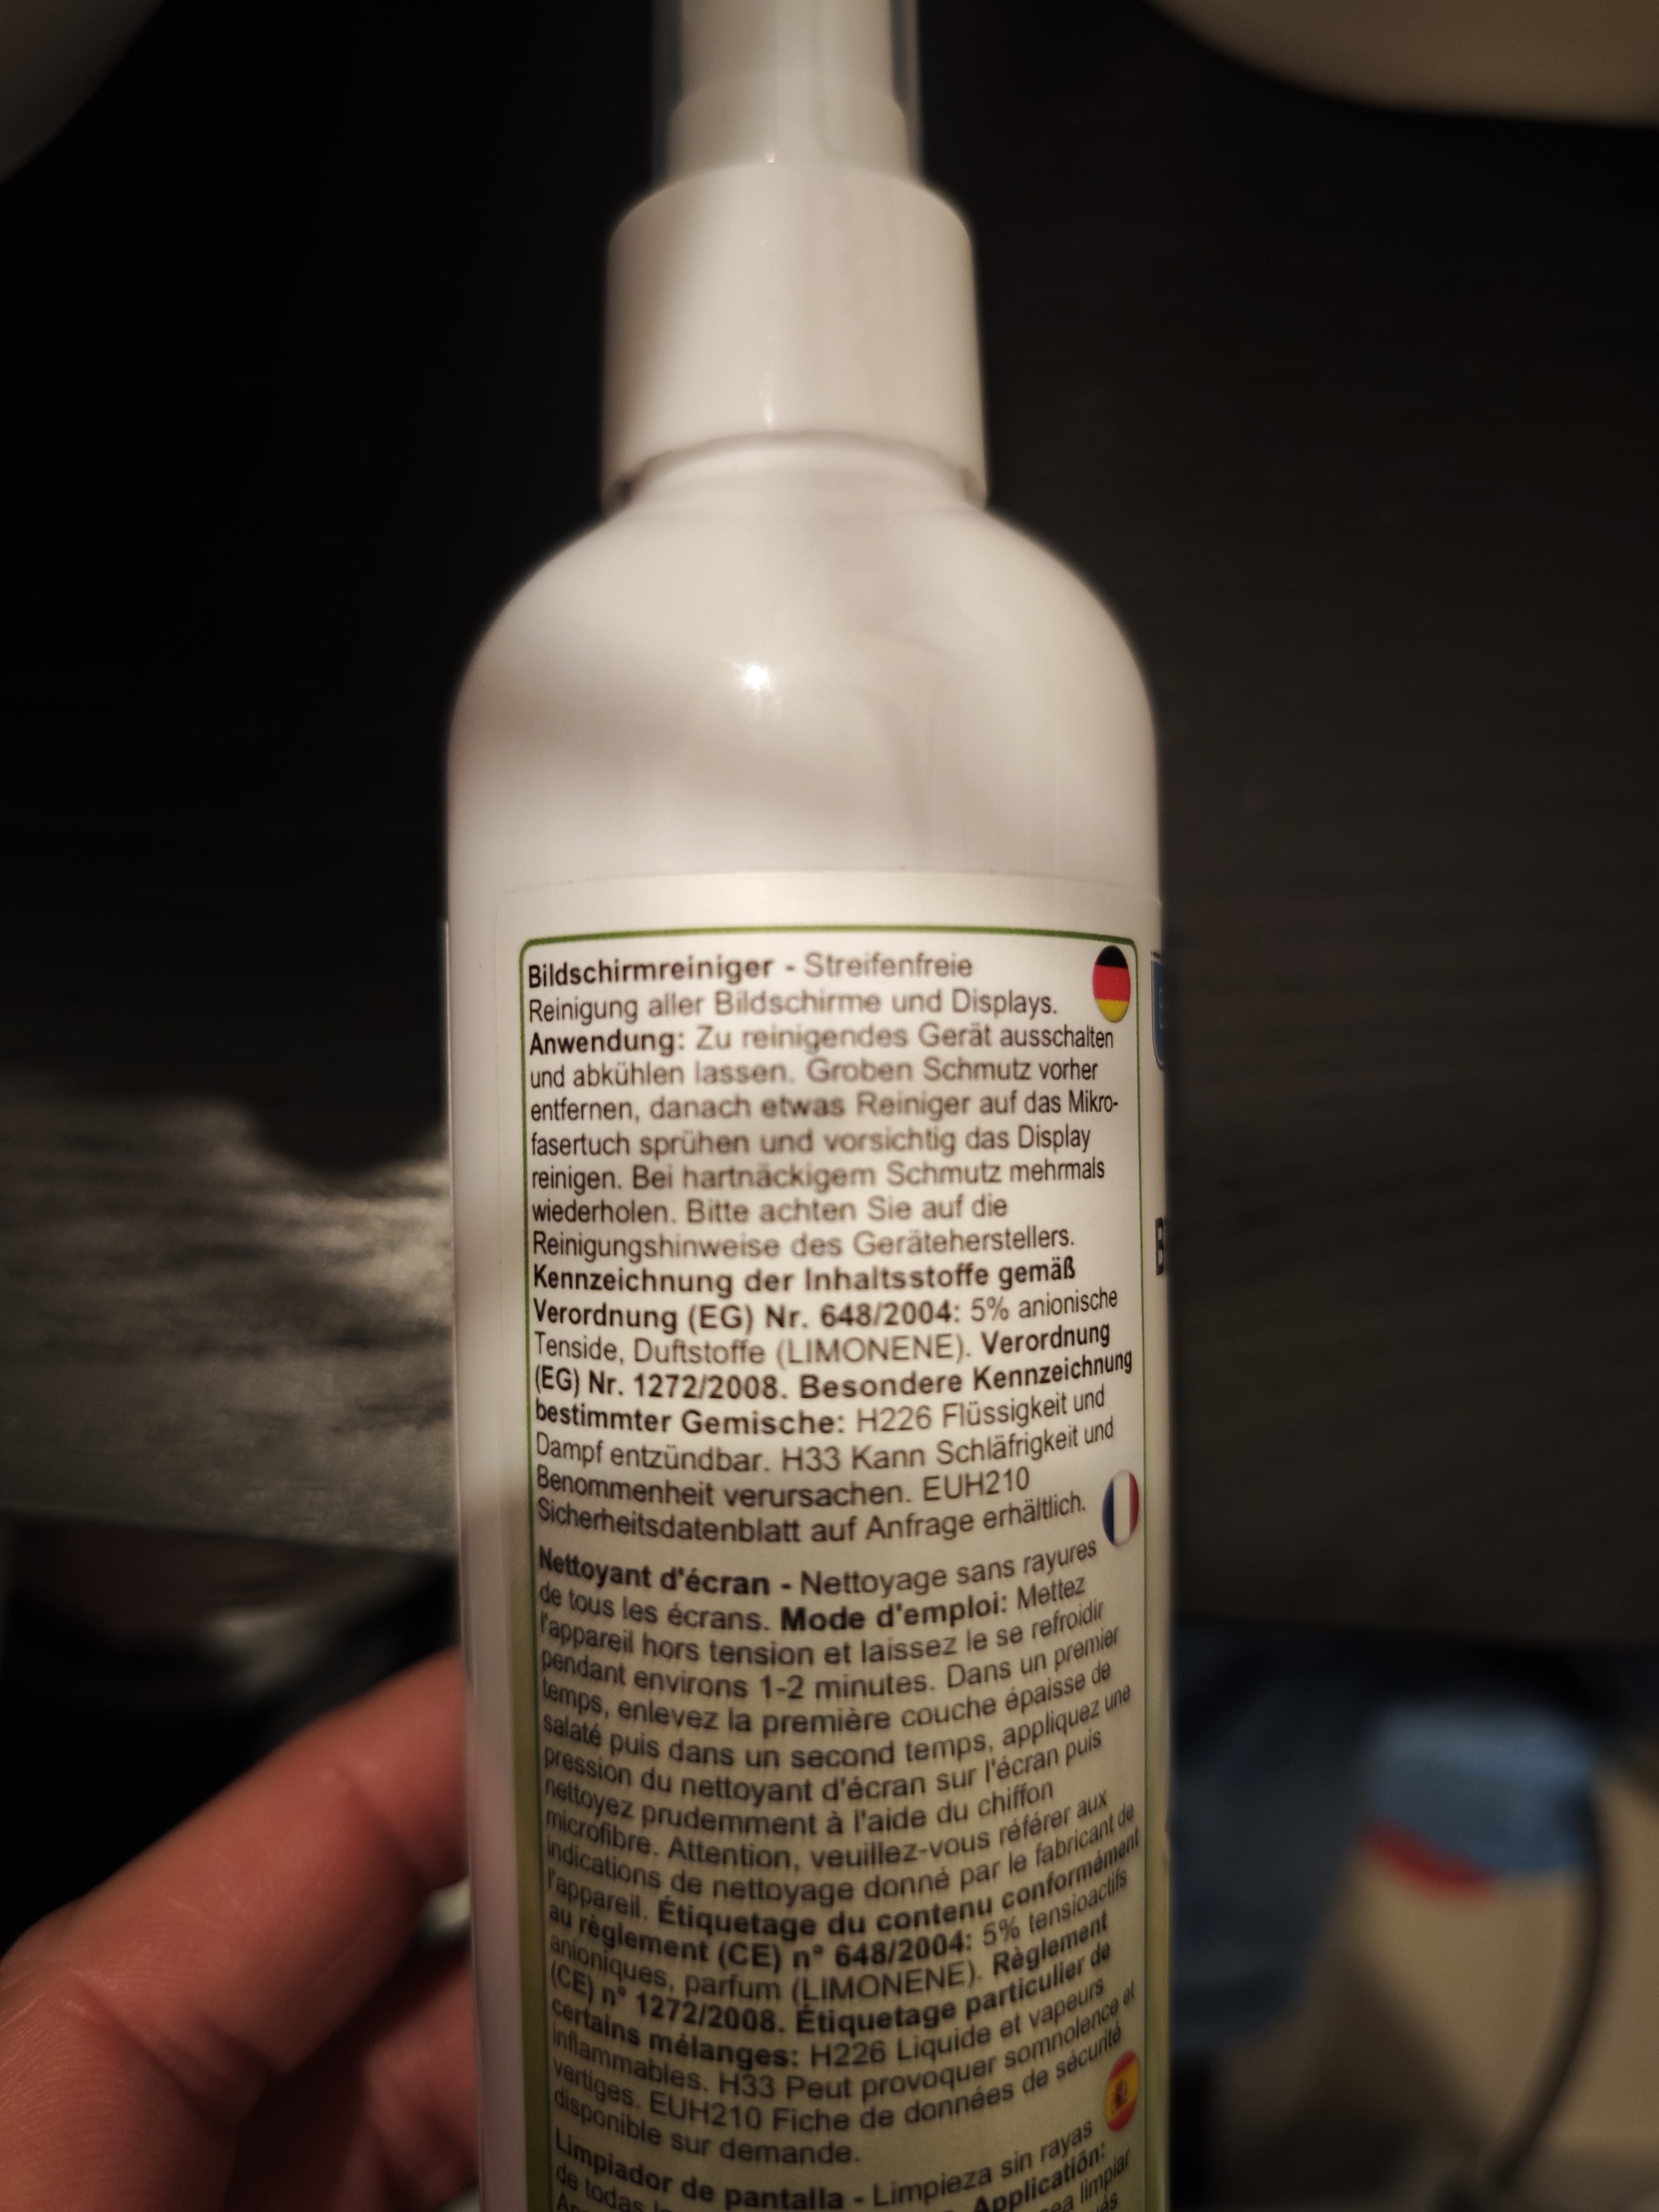 Bildschirmreiniger - Streifenfreie
Reinigung aller Bildschirme und Displays.
Anwendung: Zu reinigendes Gerät ausschalten
und abkühlen lassen. Groben Schmutz vorher
entfernen, danach etwas Reiniger auf das Mikro-
fasertuch sprühen und vorsichtig das Display
reinigen. Bei hartnäckigem Schmutz mehrmals
wiederholen. Bitte achten Sie auf die
Reinigungshinweise des Geräteherstellers.
Kennzeichnung der Inhaltsstoffe gemäß
Verordnung (EG) Nr. 648/2004: 5% anionische
Tenside, Duftstoffe (LIMONENE). Verordnung
(EG) Nr. 1272/2008. Besondere Kennzeichnung
bestimmter Gemische: H226 Flüssigkeit und
Dampf entzündbar. H33 Kann Schläfrigkeit und
Benommenheit verursachen. EUH210
Sicherheitsdatenblatt auf Anfrage erhältlich.
Nettoyant d'écran - Nettoyage sans rayures
de tous les écrans. Mode d'emploi: Mettez
l'appareil hors tension et laissez le se refroidir
pendant environs 1-2 minutes. Dans un premier
temps, enlevez la première couche épaisse de
salaté puis dans un second temps, appliquez une
pression du nettoyant d'écran sur l'écran puis
nettoyez prudemment à l'aide du chiffon
microfibre. Attention, veuillez-vous référer aux
indications de nettoyage donné par le fabricant de
l'appareil. Étiquetage du contenu conformément
au règlement (CE) n° 648/2004: 5% tensioactifs
anioniques, parfum (LIMONENE). Règlement
(CE) n° 1272/2008. Étiquetage particulier de
certains mélanges: H226 Liquide et vapeurs
inflammables. H33 Peut provoquer somnolence et
vertiges. EUH210 Fiche de données de sécurité
disponible sur demande.
Limpiador de pantalla - Limpieza sin rayas
de todas Application:
limpiar